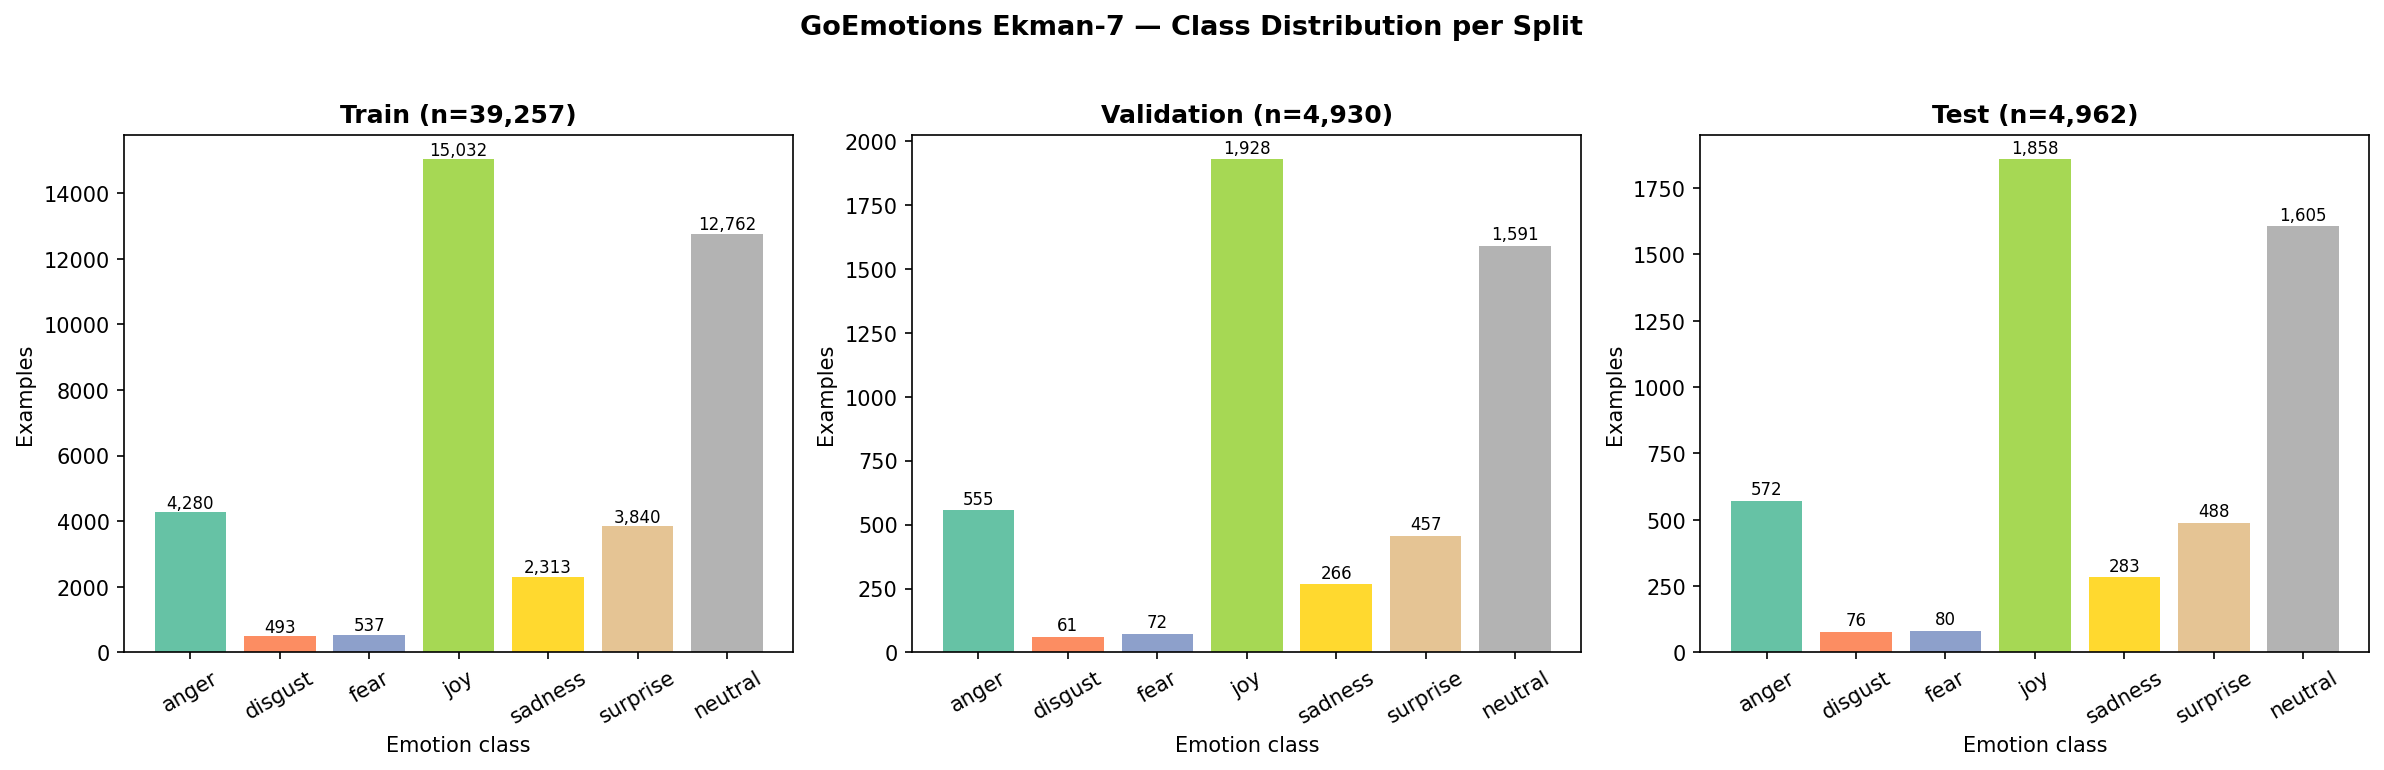 GoEmotions Ekman-7 — Class Distribution per Split
Train (n=39,257)
Examples
14000
12000
10000
8000
6000
4000
2000
0
4,280
493
537
15,032
2,313
3,840
12,762
anger
disgust
fear
joy
sadness
surprise
neutral
Emotion class
Validation (n=4,930)
Examples
2000
1750
1500
1250
1000
750
500
250
0
555
61
72
1,928
266
457
1,591
anger
disgust
fear
joy
sadness
surprise
neutral
Emotion class
Test (n=4,962)
Examples
1750
1500
1250
1000
750
500
250
0
572
76
80
1,858
283
488
1,605
anger
disgust
fear
joy
sadness
surprise
neutral
Emotion class